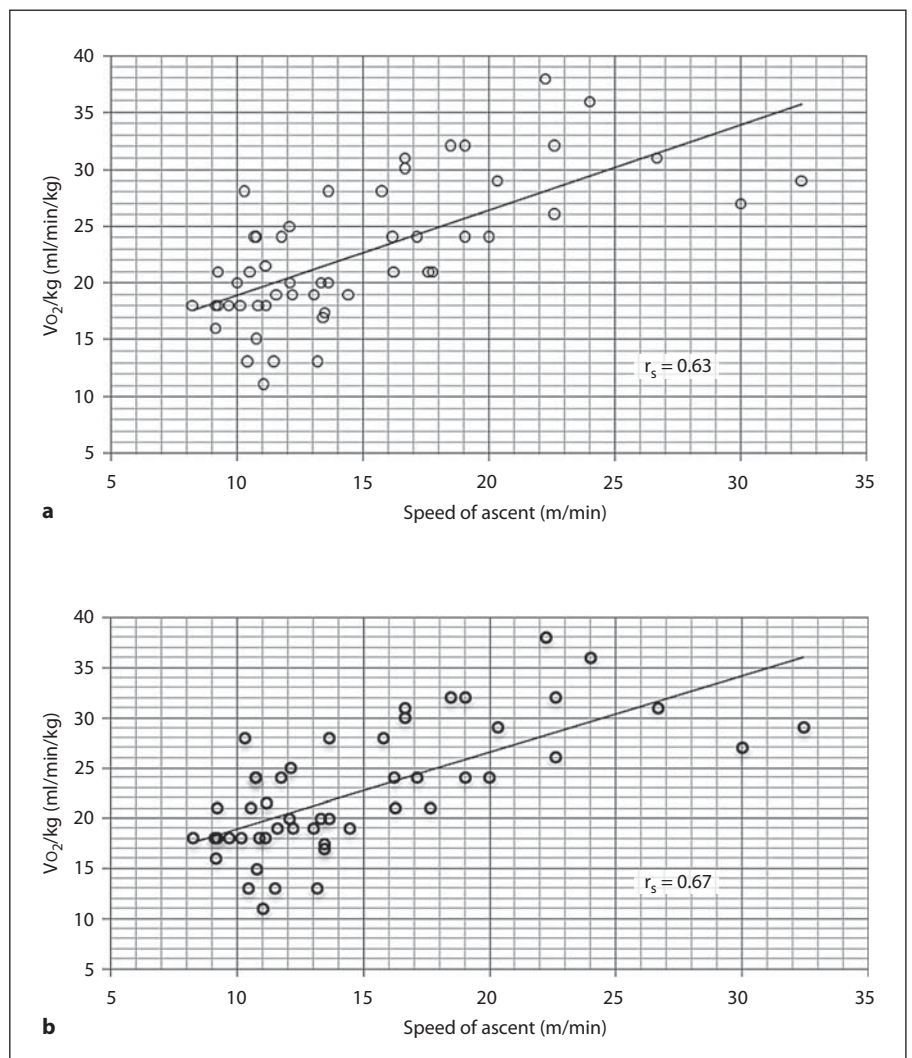 40
35
30
25
20
15
10
5
VO₂/kg (ml/min/kg)
rₛ = 0.63
5 10 15 20 25 30 35
Speed of ascent (m/min)
a
40
35
30
25
20
15
10
5
VO₂/kg (ml/min/kg)
rₛ = 0.67
5 10 15 20 25 30 35
Speed of ascent (m/min)
b